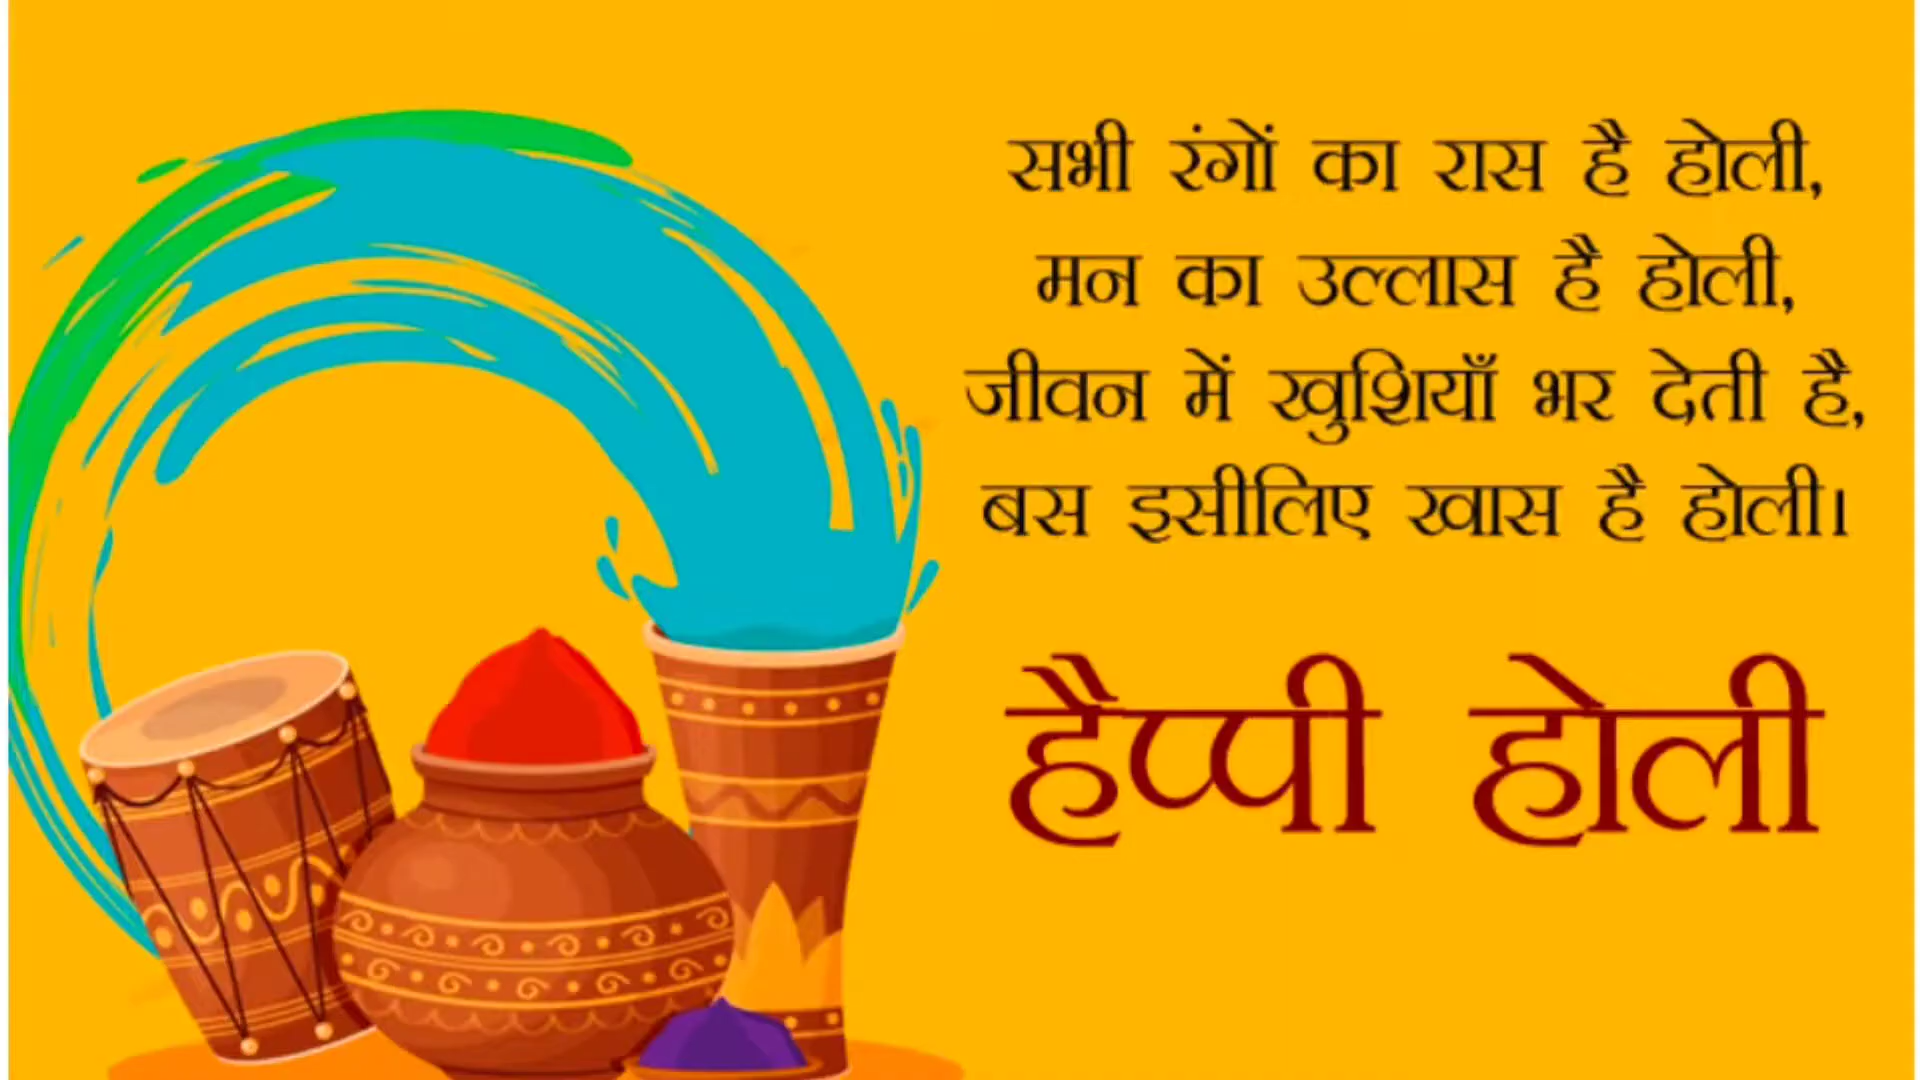 सभी रंगों का रास है होली,
मन का उल्लास है होली,
जीवन में खुशियाँ भर देती है,
बस इसीलिए खास है होली।
हैप्पी होली